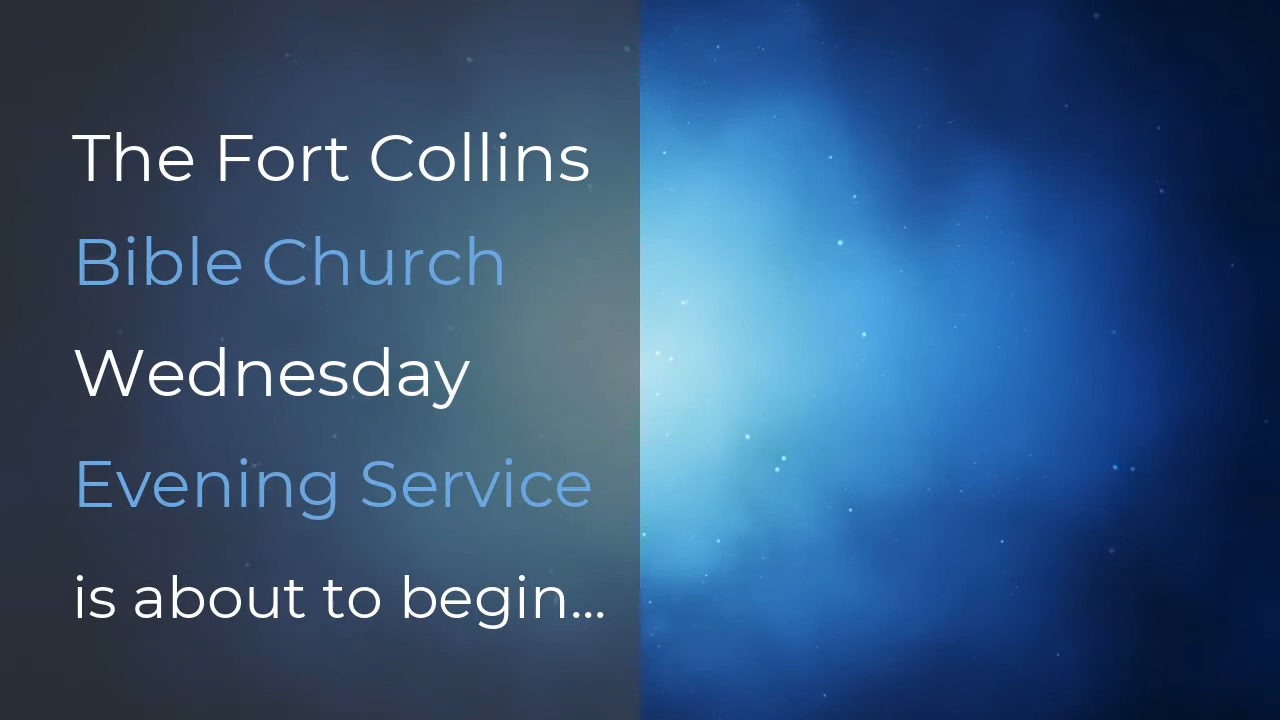 The Fort Collins
Bible Church
Wednesday
Evening Service
is about to begin...